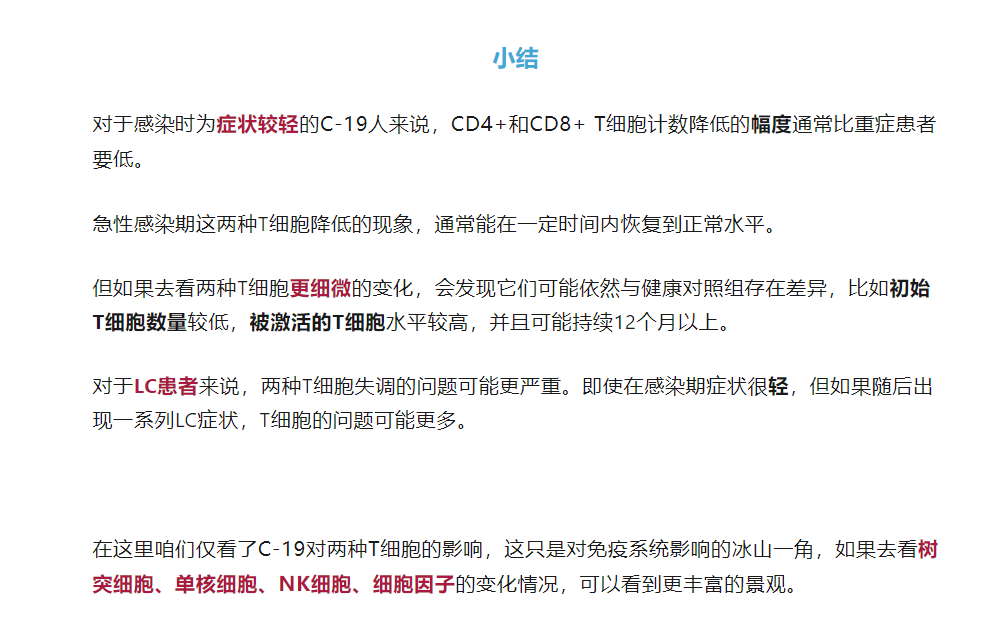 小结
对于感染时为症状较轻的C-19人来说，CD4+和CD8+ T细胞计数降低的幅度通常比重症患者
要低。
急性感染期这两种T细胞降低的现象，通常能在一定时间内恢复到正常水平。
但如果去看两种T细胞更细微的变化，会发现它们可能依然与健康对照组存在差异，比如初始
T细胞数量较低，被激活的T细胞水平较高，并且可能持续12个月以上。
对于LC患者来说，两种T细胞失调的问题可能更严重。即使在感染期症状很轻，但如果随后出
现一系列LC症状，T细胞的问题可能更多。
在这里咱们仅看了C-19对两种T细胞的影响，这只是对免疫系统影响的冰山一角，如果去看树
突细胞、单核细胞、NK细胞、细胞因子的变化情况，可以看到更丰富的景观。